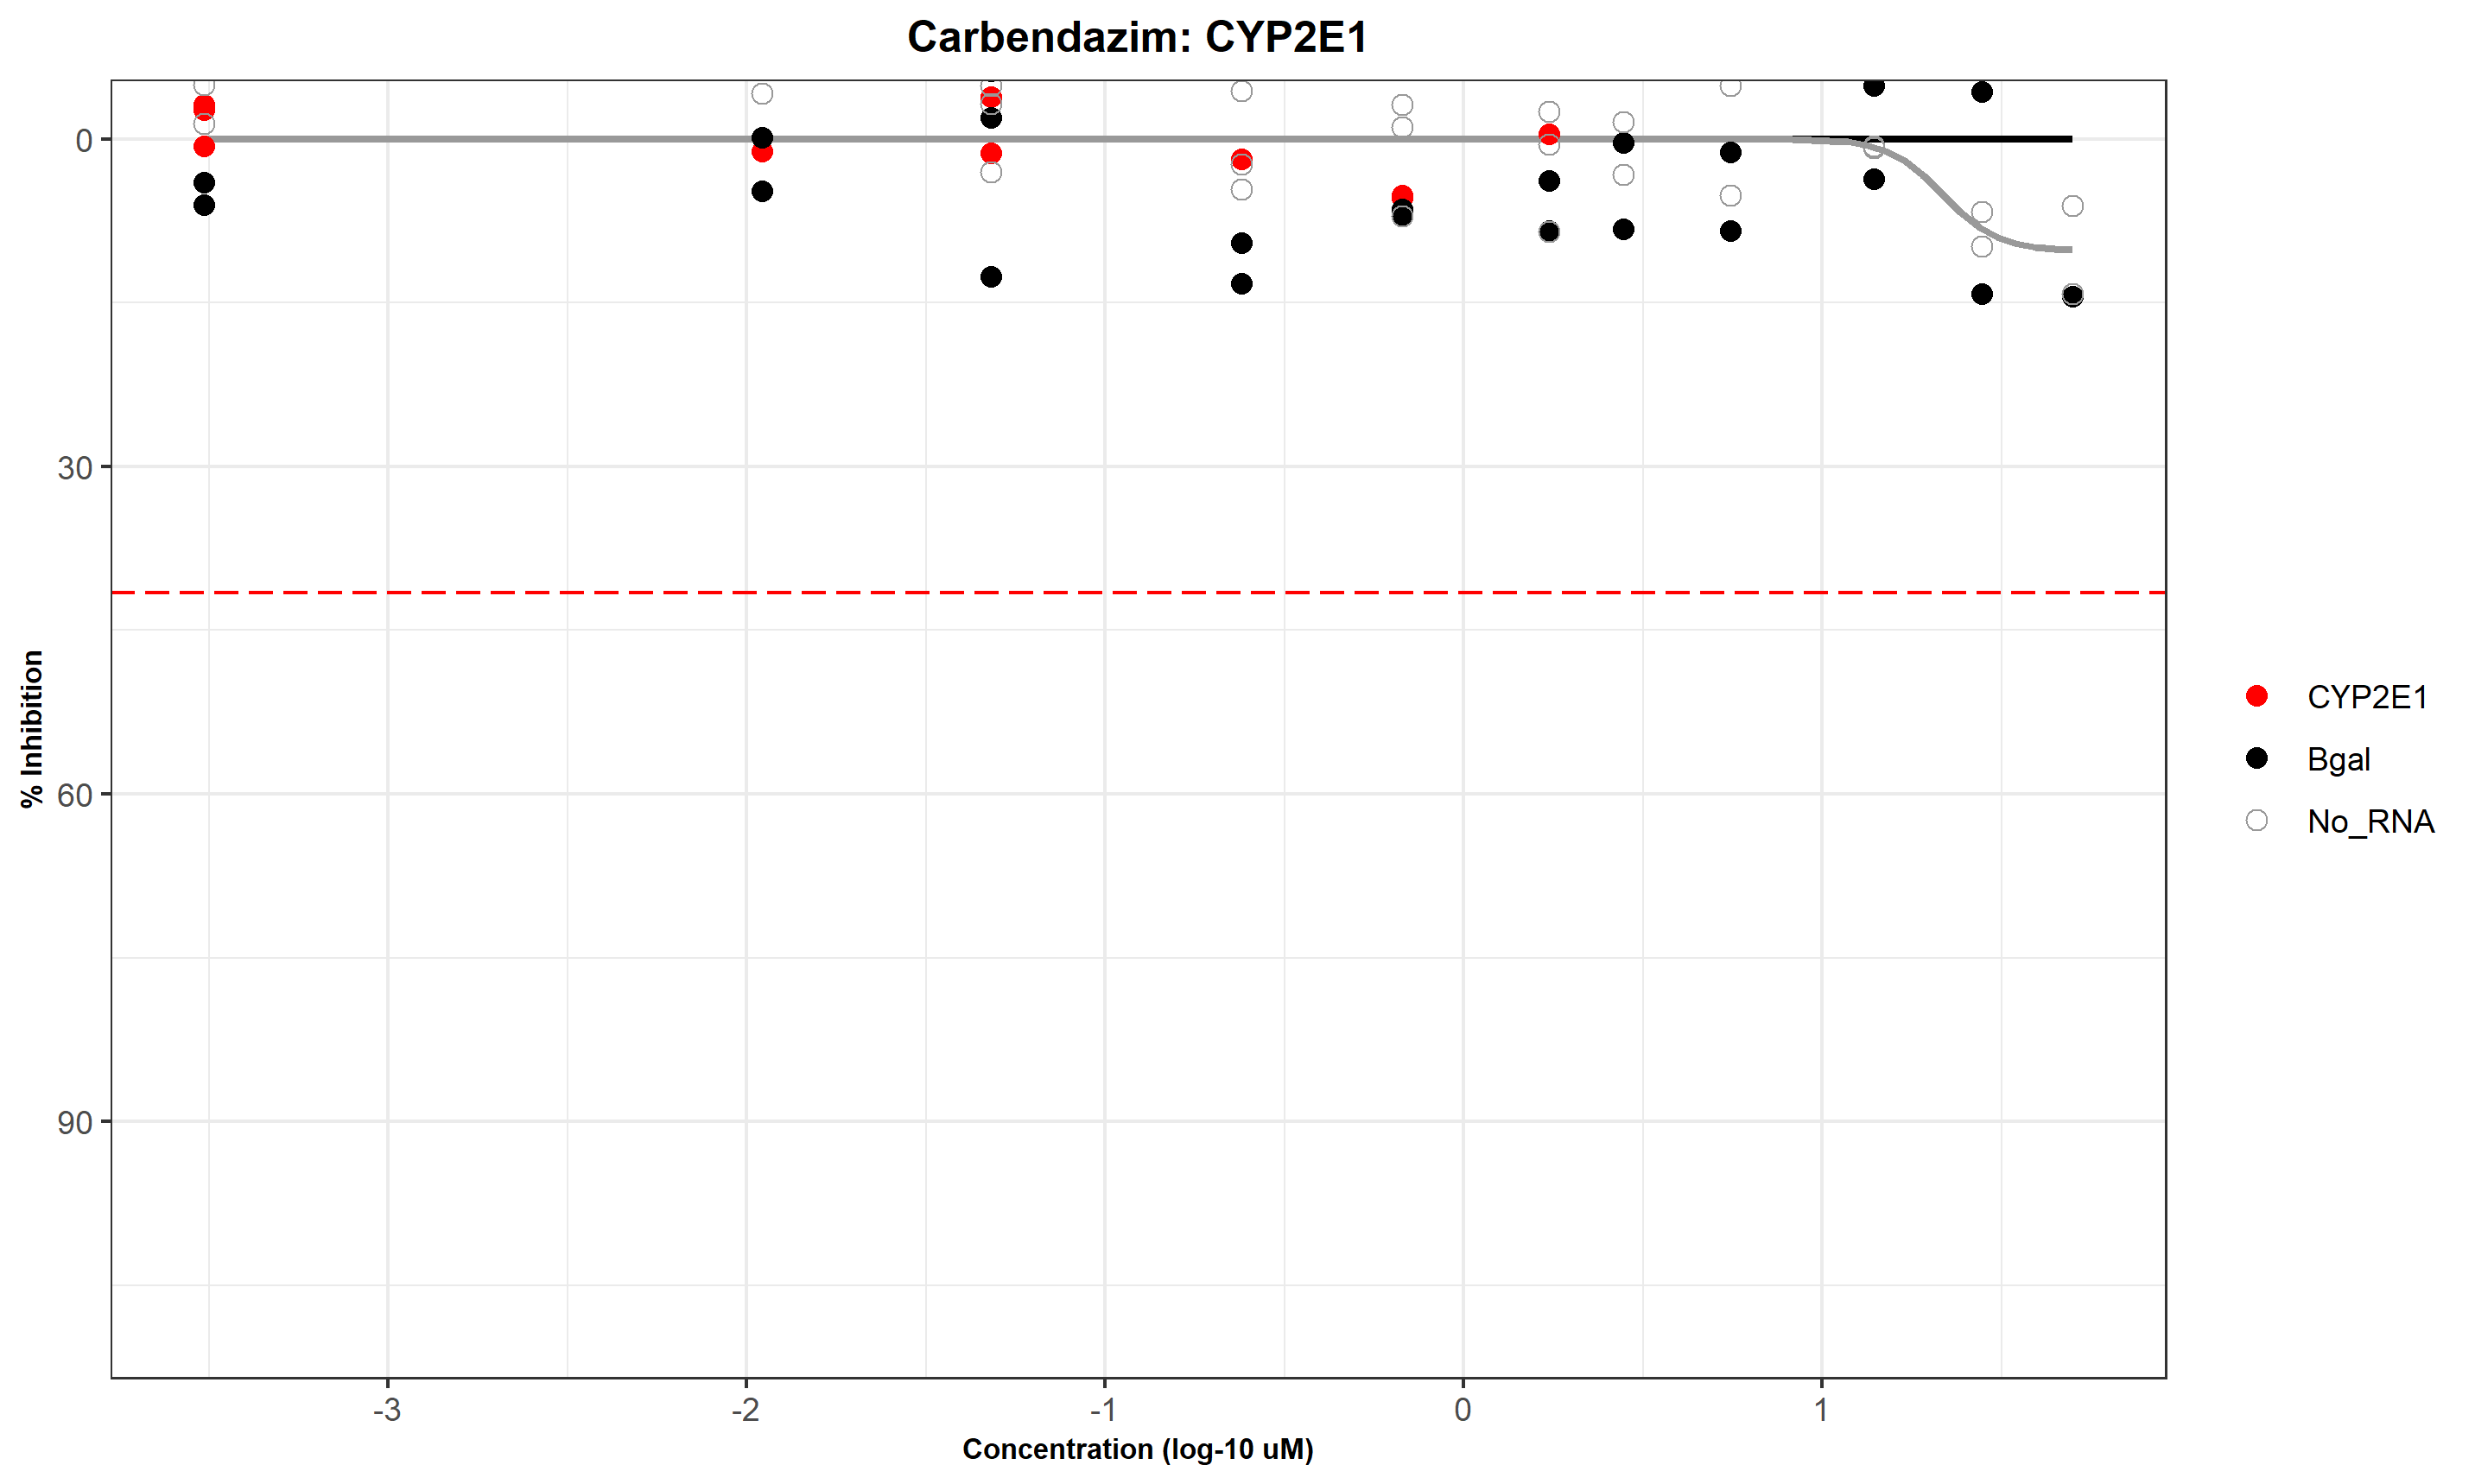 Carbendazim: CYP2E1
0
30
60
90
% Inhibition
-3
-2
-1
0
1
Concentration (log-10 uM)
CYP2E1
Bgal
No_RNA